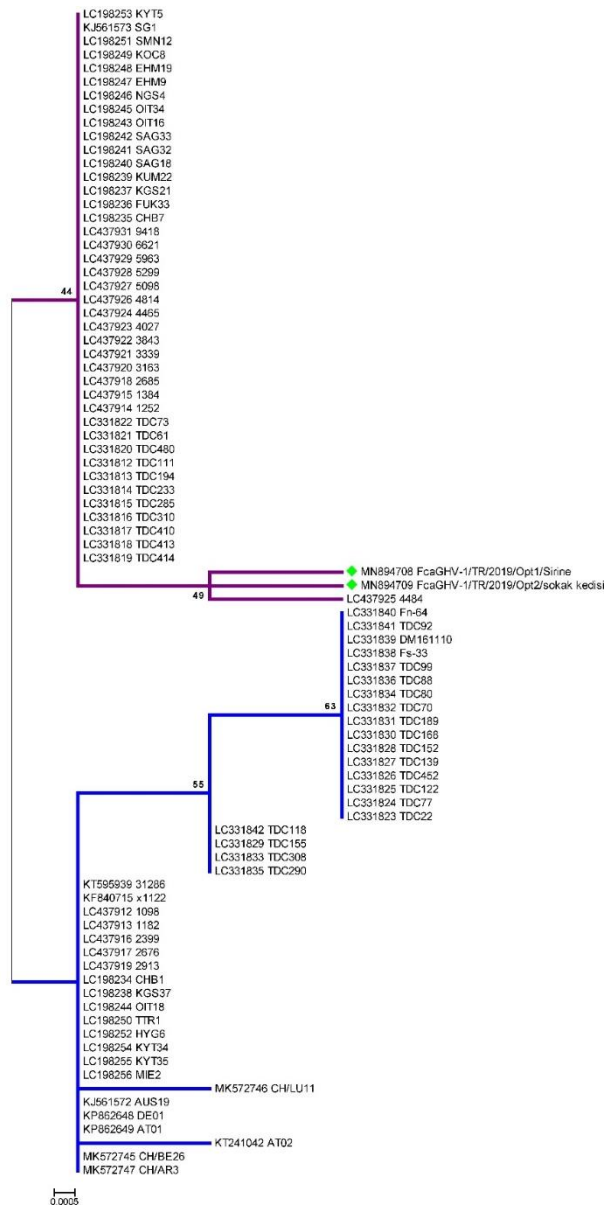 LC198253 KYT5
KJ561573 SG1
LC198251 SMN12
LC198249 KOC8
LC198248 EHM19
LC198247 EHM9
LC198246 NGS4
LC198245 OIT34
LC198243 OIT16
LC198242 SAG33
LC198241 SAG32
LC198240 SAG18
LC198239 KUM22
LC198237 KGS21
LC198236 FUK33
LC198235 CHB7
LC437931 9418
LC437930 6621
LC437929 5963
LC437928 5299
LC437927 5098
LC437926 4814
44
LC437924 4465
LC437923 4027
LC437922 3843
LC437921 3339
LC437920 3163
LC437918 2685
LC437915 1384
LC437914 1252
LC331822 TDC73
LC331821 TDC61
LC331820 TDC480
LC331812 TDC111
LC331813 TDC194
LC331814 TDC233
LC331815 TDC285
LC331816 TDC310
LC331817 TDC410
LC331818 TDC413
LC331819 TDC414
MN894708 FcaGHV-1/TR/2019/Opt1/Sirine
MN894709 FcaGHV-1/TR/2019/Opt2/sokak kedisi
49
LC437925 4484
LC331840 Fn-64
LC331841 TDC92
LC331839 DM161110
LC331838 Fs-33
LC331837 TDC99
LC331836 TDC88
LC331834 TDC80
63
LC331832 TDC70
LC331831 TDC189
LC331830 TDC168
LC331828 TDC152
LC331827 TDC139
LC331826 TDC452
LC331825 TDC122
LC331824 TDC77
LC331823 TDC22
55
LC331842 TDC118
LC331829 TDC155
LC331833 TDC308
LC331835 TDC290
KT595939 31286
KF840715 x1122
LC437912 1098
LC437913 1182
LC437916 2399
LC437917 2676
LC437919 2913
LC198234 CHB1
LC198238 KGS37
LC198244 OIT18
LC198250 TTR1
LC198252 HYG6
LC198254 KYT34
LC198255 KYT35
LC198256 MIE2
MK572746 CH/LU11
KJ561572 AUS19
KP862648 DE01
KP862649 AT01
KT241042 AT02
MK572745 CH/BE26
MK572747 CH/AR3
0.0005